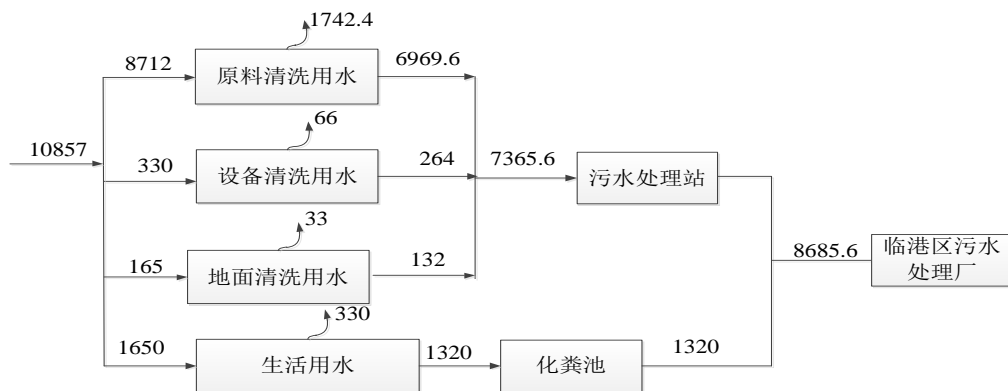 1742.4
8712
原料清洗用水
6969.6
66
10857
330
设备清洗用水
264
7365.6
污水处理站
33
165
地面清洗用水
132
8685.6
临港区污水
处理厂
330
1650
生活用水
1320
化粪池
1320